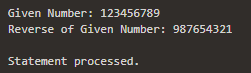 Given Number: 123456789
Reverse of Given Number: 987654321
Statement processed.